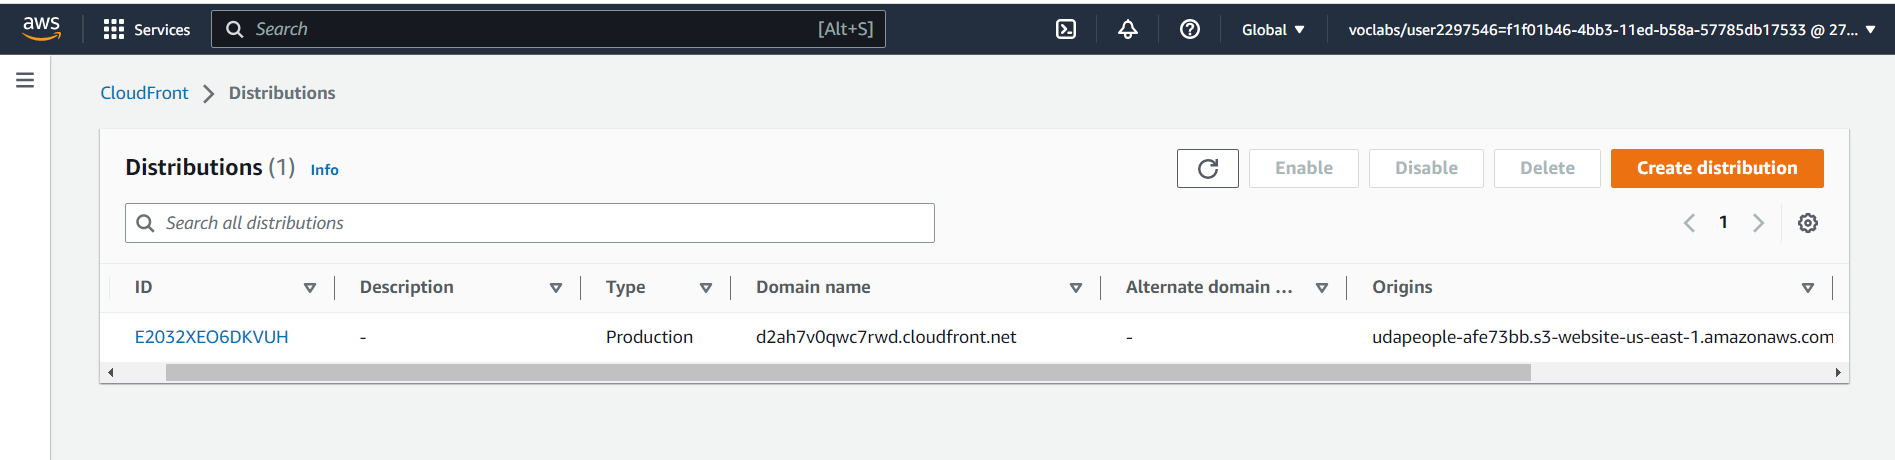 aws Services Search [Alt+S] Global voclabs/user2297546=f1f01b46-4bb3-11ed-b58a-57785db17533 @ 27...
CloudFront Distributions
Distributions (1) Info Enable Disable Delete Create distribution
Search all distributions 1
ID Description Type Domain name Alternate domain ... Origins
E2032XEO6DKVUH - Production d2ah7v0qwc7rwd.cloudfront.net - udapeople-afe73bb.s3-website-us-east-1.amazonaws.com